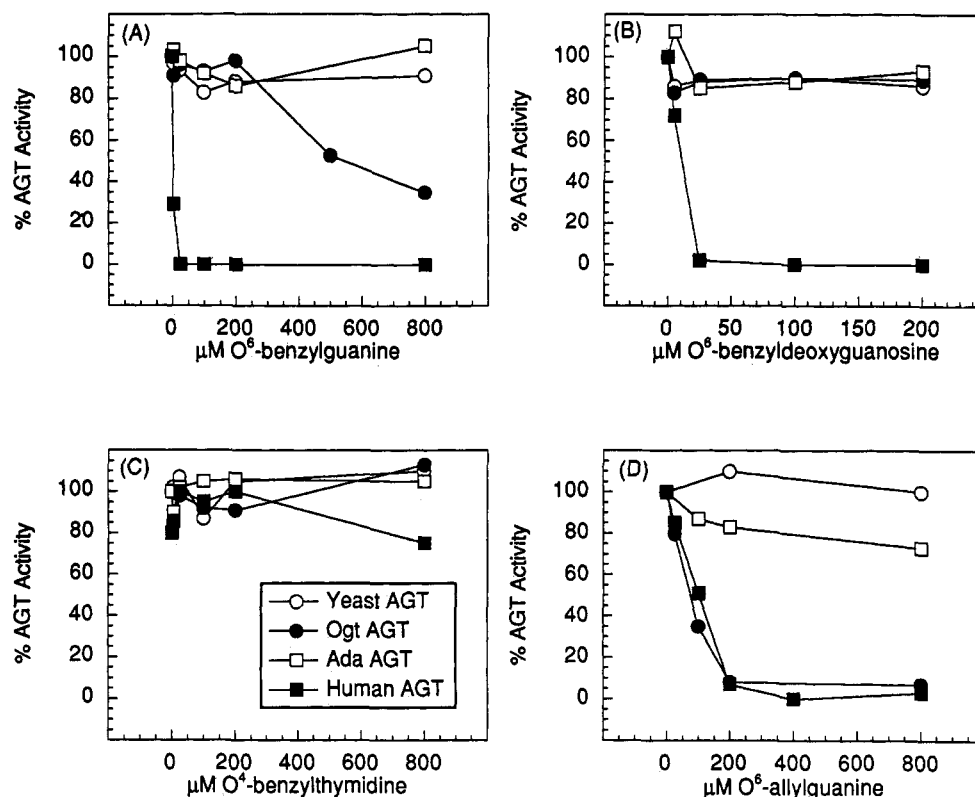 (A)
% AGT Activity
100
80
60
40
20
0
0 200 400 600 800
µM O⁶-benzylguanine
(B)
% AGT Activity
100
80
60
40
20
0
0 50 100 150 200
µM O⁶-benzyldeoxyguanosine
(C)
% AGT Activity
100
80
60
40
20
0
Yeast AGT
Ogt AGT
Ada AGT
Human AGT
0 200 400 600 800
µM O⁴-benzylthymidine
(D)
% AGT Activity
100
80
60
40
20
0
0 200 400 600 800
µM O⁶-allylguanine